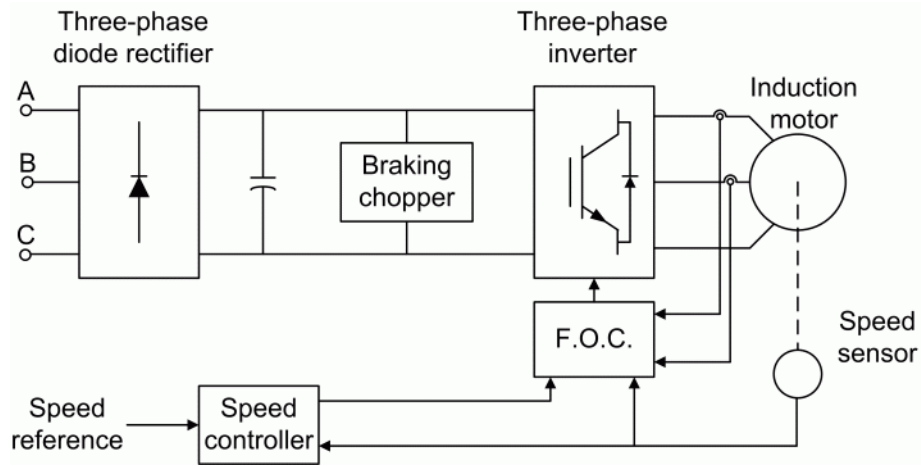 Three-phase
diode rectifier
Three-phase
inverter
Induction
motor
A
B
C
Braking
chopper
F.O.C.
Speed
sensor
Speed
reference
Speed
controller